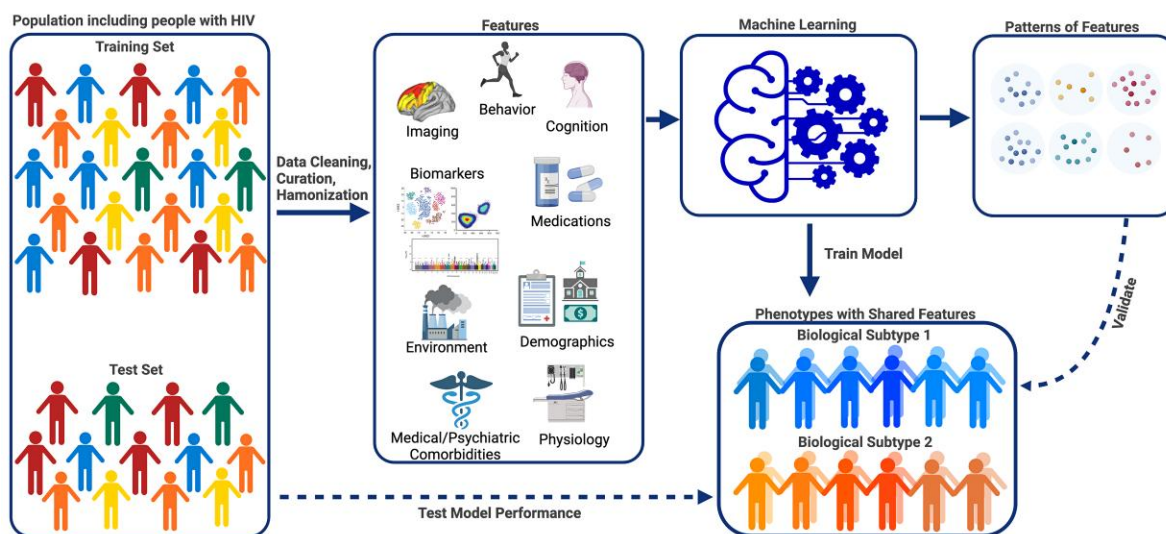 Population including people with HIV
Training Set
Test Set
Data Cleaning,
Curation,
Hamonization
Features
Imaging
Behavior
Cognition
Biomarkers
Medications
Environment
Demographics
Medical/Psychiatric
Comorbidities
Physiology
Machine Learning
Patterns of Features
Train Model
Validate
Phenotypes with Shared Features
Biological Subtype 1
Biological Subtype 2
Test Model Performance